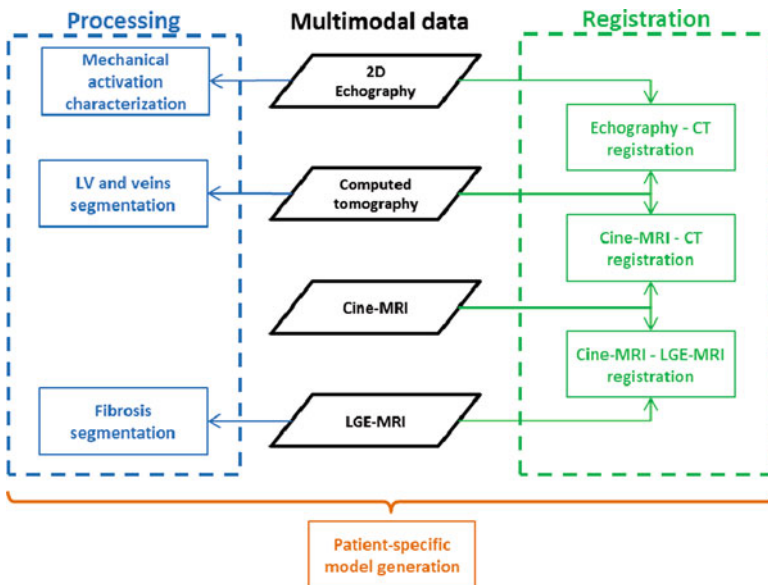 Processing
Multimodal data
Registration
Mechanical
activation
characterization
2D
Echography
Echography - CT
registration
LV and veins
segmentation
Computed
tomography
Cine-MRI - CT
registration
Cine-MRI
Cine-MRI - LGE-MRI
registration
Fibrosis
segmentation
LGE-MRI
Patient-specific
model generation